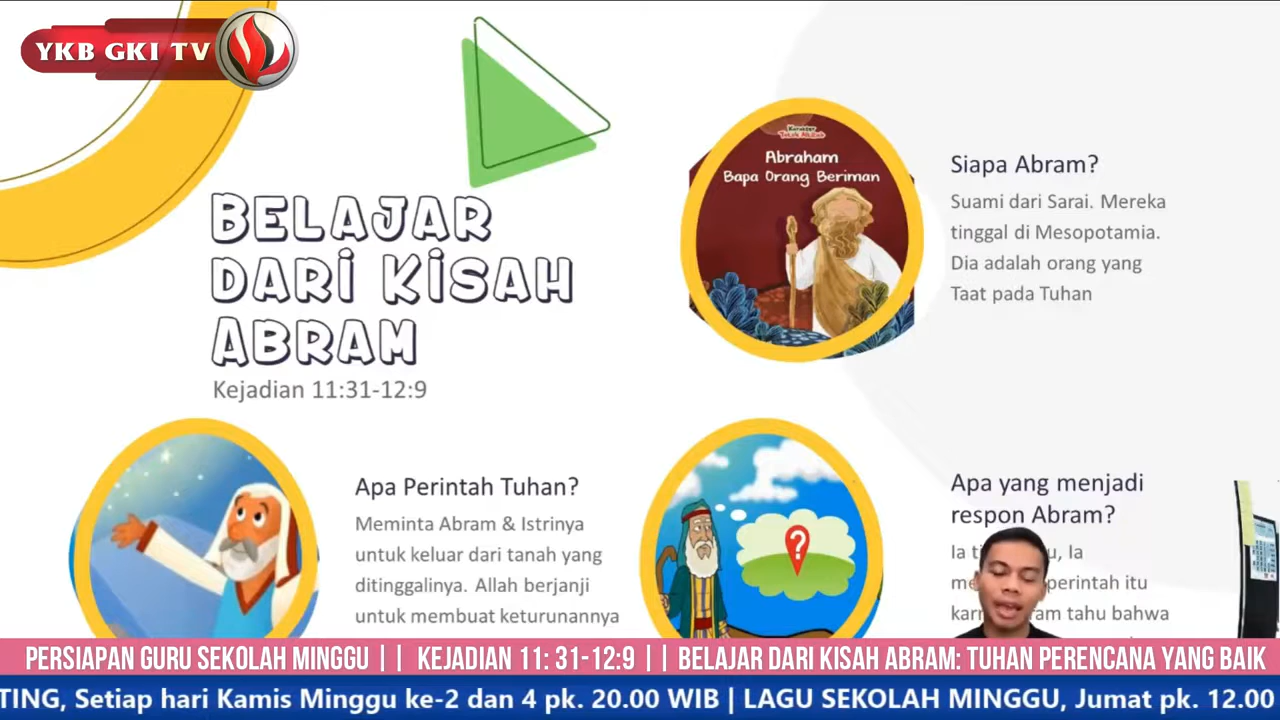 YKB GKI TV
BELAJAR
DARI KISAH
ABRAM
Kejadian 11:31-12:9
Abraham
Bapa Orang Beriman
Siapa Abram?
Suami dari Sarai. Mereka
tinggal di Mesopotamia.
Dia adalah orang yang
Taat pada Tuhan
Apa Perintah Tuhan?
Meminta Abram & Istrinya
untuk keluar dari tanah yang
ditinggalinya. Allah berjanji
untuk membuat keturunannya
?
Apa yang menjadi
respon Abram?
Ia
Ia
perintah itu
tahu bahwa
PERSIAPAN GURU SEKOLAH MINGGU || KEJADIAN 11: 31-12:9 || BELAJAR DARI KISAH ABRAM: TUHAN PERENCANA YANG BAIK
TING, Setiap hari Kamis Minggu ke-2 dan 4 pk. 20.00 WIB | LAGU SEKOLAH MINGGU, Jumat pk. 12.00